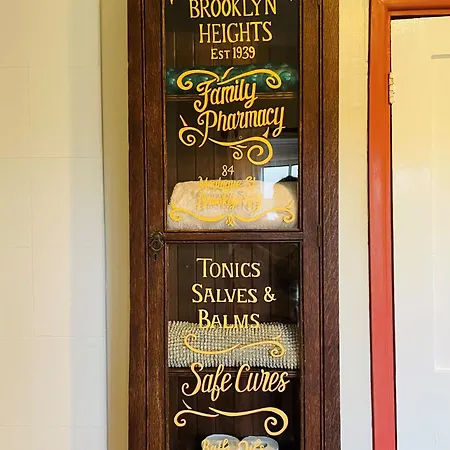 BROOKLYN
HEIGHTS
EST 1939
Family
Pharmacy
84
TONICS
SALVES &
BALMS
Safe Cures